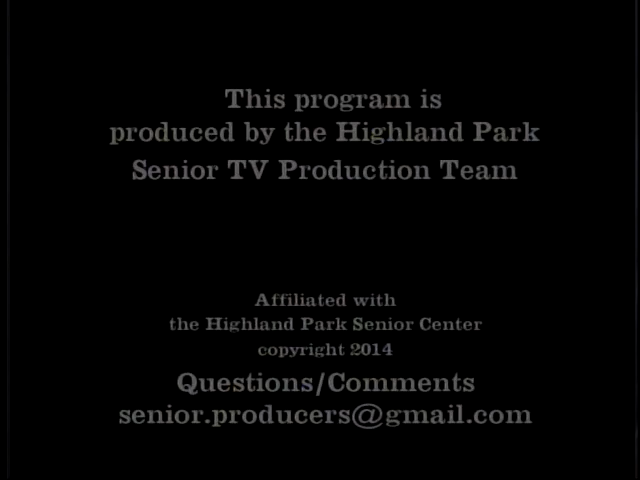 This program is
produced by the Highland Park
Senior TV Production Team
Affiliated with
the Highland Park Senior Center
copyright 2014
Questions/Comments
senior.producers@gmail.com